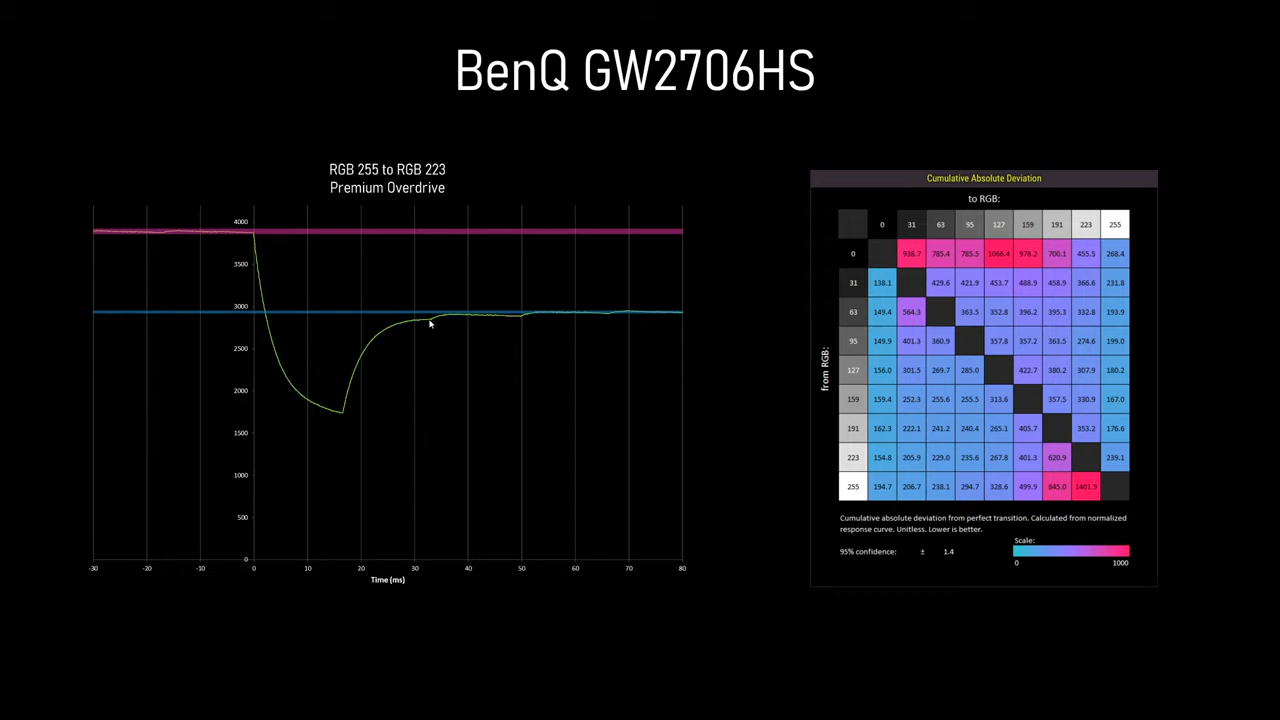 BenQ GW2706HS
RGB 255 to RGB 223
Premium Overdrive
4000
3500
3000
2500
2000
1500
1000
500
0
-30 -20 -10 0 10 20 30 40 50 60 70 80
Time (ms)
Cumulative Absolute Deviation
to RGB:
0 31 63 95 127 159 191 223 255
from RGB:
0 938.7 785.4 785.5 1066.4 978.2 700.1 455.5 268.4
31 138.1 429.6 421.9 453.7 488.9 458.9 366.6 231.8
63 149.4 564.3 363.5 352.8 396.2 395.3 332.8 193.9
95 149.9 401.3 360.9 357.8 357.2 363.5 274.6 199.0
127 156.0 301.5 269.7 285.0 422.7 380.2 307.9 180.2
159 159.4 252.3 255.6 255.5 313.6 357.5 330.9 167.0
191 162.3 222.1 241.2 240.4 265.1 405.7 353.2 176.6
223 154.8 205.9 229.0 235.6 267.8 401.3 620.9 239.1
255 194.7 206.7 238.1 294.7 328.6 499.9 845.0 1401.9
Cumulative absolute deviation from perfect transition. Calculated from normalized
response curve. Unitless. Lower is better.
Scale:
95% confidence: ± 1.4
0 1000